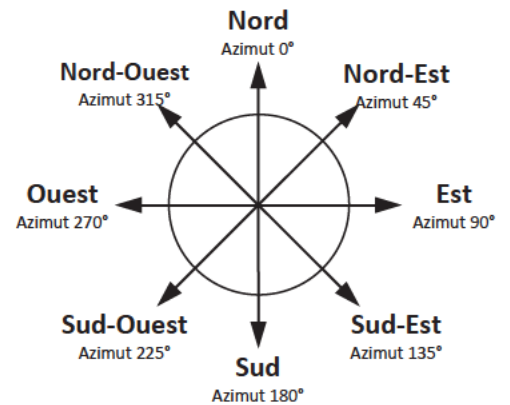 Nord
Azimut 0°
Nord-Ouest
Azimut 315°
Nord-Est
Azimut 45°
Ouest
Azimut 270°
Est
Azimut 90°
Sud-Ouest
Azimut 225°
Sud-Est
Azimut 135°
Sud
Azimut 180°